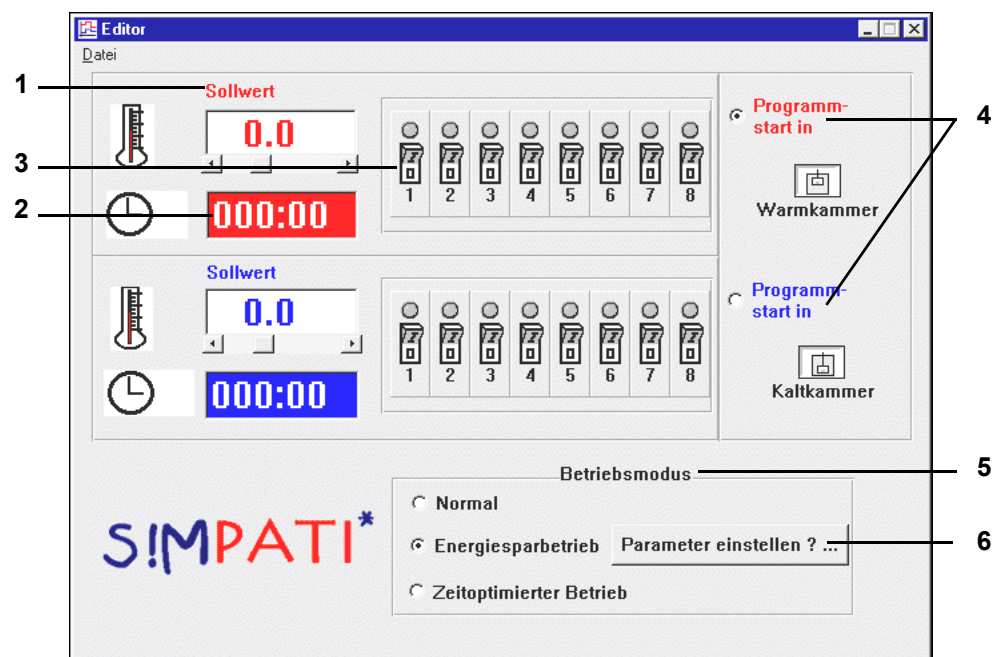 Editor
Datei
1
Sollwert
0.0
3
1 2 3 4 5 6 7 8
2
000:00
Programm-
start in
4
Warmkammer
Sollwert
0.0
1 2 3 4 5 6 7 8
000:00
Programm-
start in
Kaltkammer
Betriebsmodus
5
Normal
Energiesparbetrieb
Parameter einstellen ? ...
6
Zeitoptimierter Betrieb
S!MPATI*